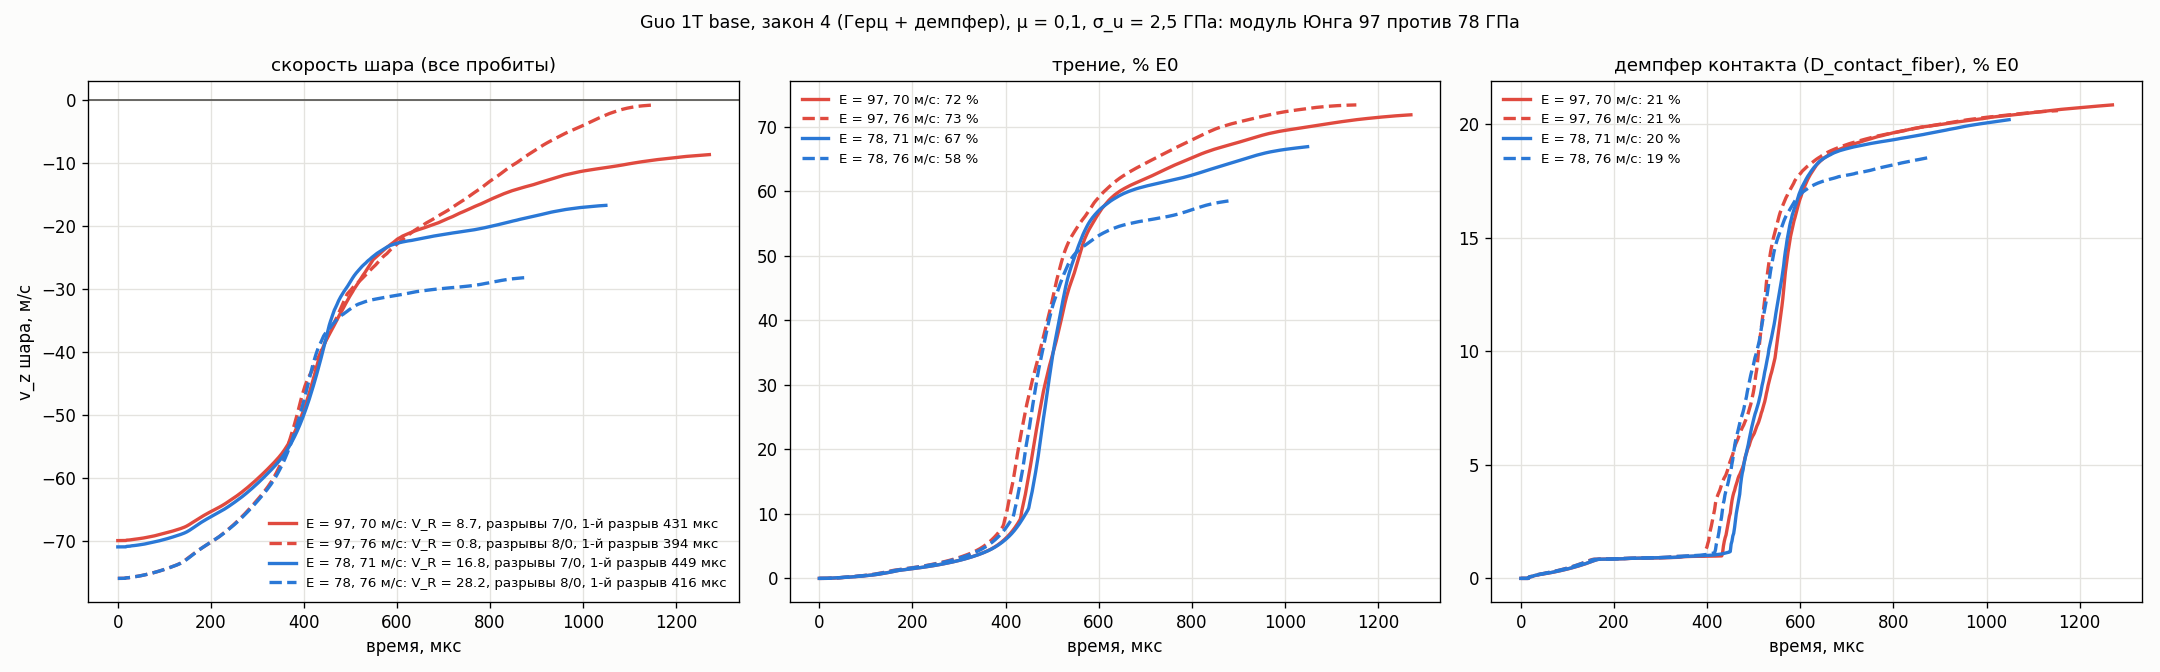 Guo 1T base, закон 4 (Герц + демпфер), μ = 0,1, σ_u = 2,5 ГПа: модуль Юнга 97 против 78 ГПа
скорость шара (все пробиты)
0
−10
−20
−30
−40
−50
−60
−70
v_z шара, м/с
E = 97, 70 м/с: V_R = 8.7, разрывы 7/0, 1-й разрыв 431 мкс
E = 97, 76 м/с: V_R = 0.8, разрывы 8/0, 1-й разрыв 394 мкс
E = 78, 71 м/с: V_R = 16.8, разрывы 7/0, 1-й разрыв 449 мкс
E = 78, 76 м/с: V_R = 28.2, разрывы 8/0, 1-й разрыв 416 мкс
0 200 400 600 800 1000 1200
время, мкс
трение, % E0
E = 97, 70 м/с: 72 %
E = 97, 76 м/с: 73 %
E = 78, 71 м/с: 67 %
E = 78, 76 м/с: 58 %
70
60
50
40
30
20
10
0
0 200 400 600 800 1000 1200
время, мкс
демпфер контакта (D_contact_fiber), % E0
E = 97, 70 м/с: 21 %
E = 97, 76 м/с: 21 %
E = 78, 71 м/с: 20 %
E = 78, 76 м/с: 19 %
20
15
10
5
0
0 200 400 600 800 1000 1200
время, мкс